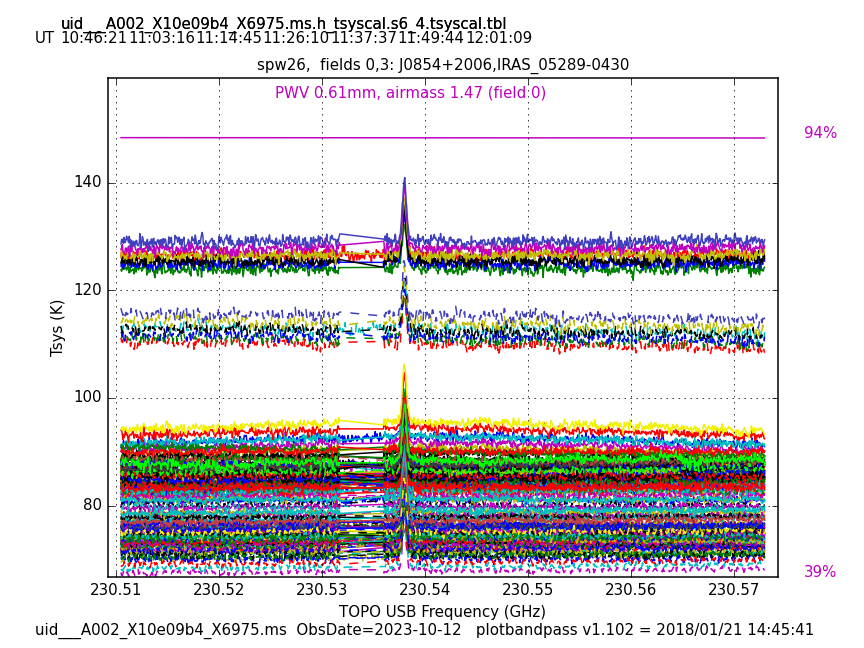 uid___A002_X10e09b4_X6975.ms.h_tsyscal.s6_4.tsyscal.tbl
UT 10:46:21 11:03:16 11:14:45 11:26:10 11:37:37 11:49:44 12:01:09
spw26,  fields 0,3: J0854+2006,IRAS_05289-0430
PWV 0.61mm, airmass 1.47 (field 0)
94%
140
120
100
80
Tsys (K)
39%
230.51 230.52 230.53 230.54 230.55 230.56 230.57
TOPO USB Frequency (GHz)
uid___A002_X10e09b4_X6975.ms  ObsDate=2023-10-12   plotbandpass v1.102 = 2018/01/21 14:45:41